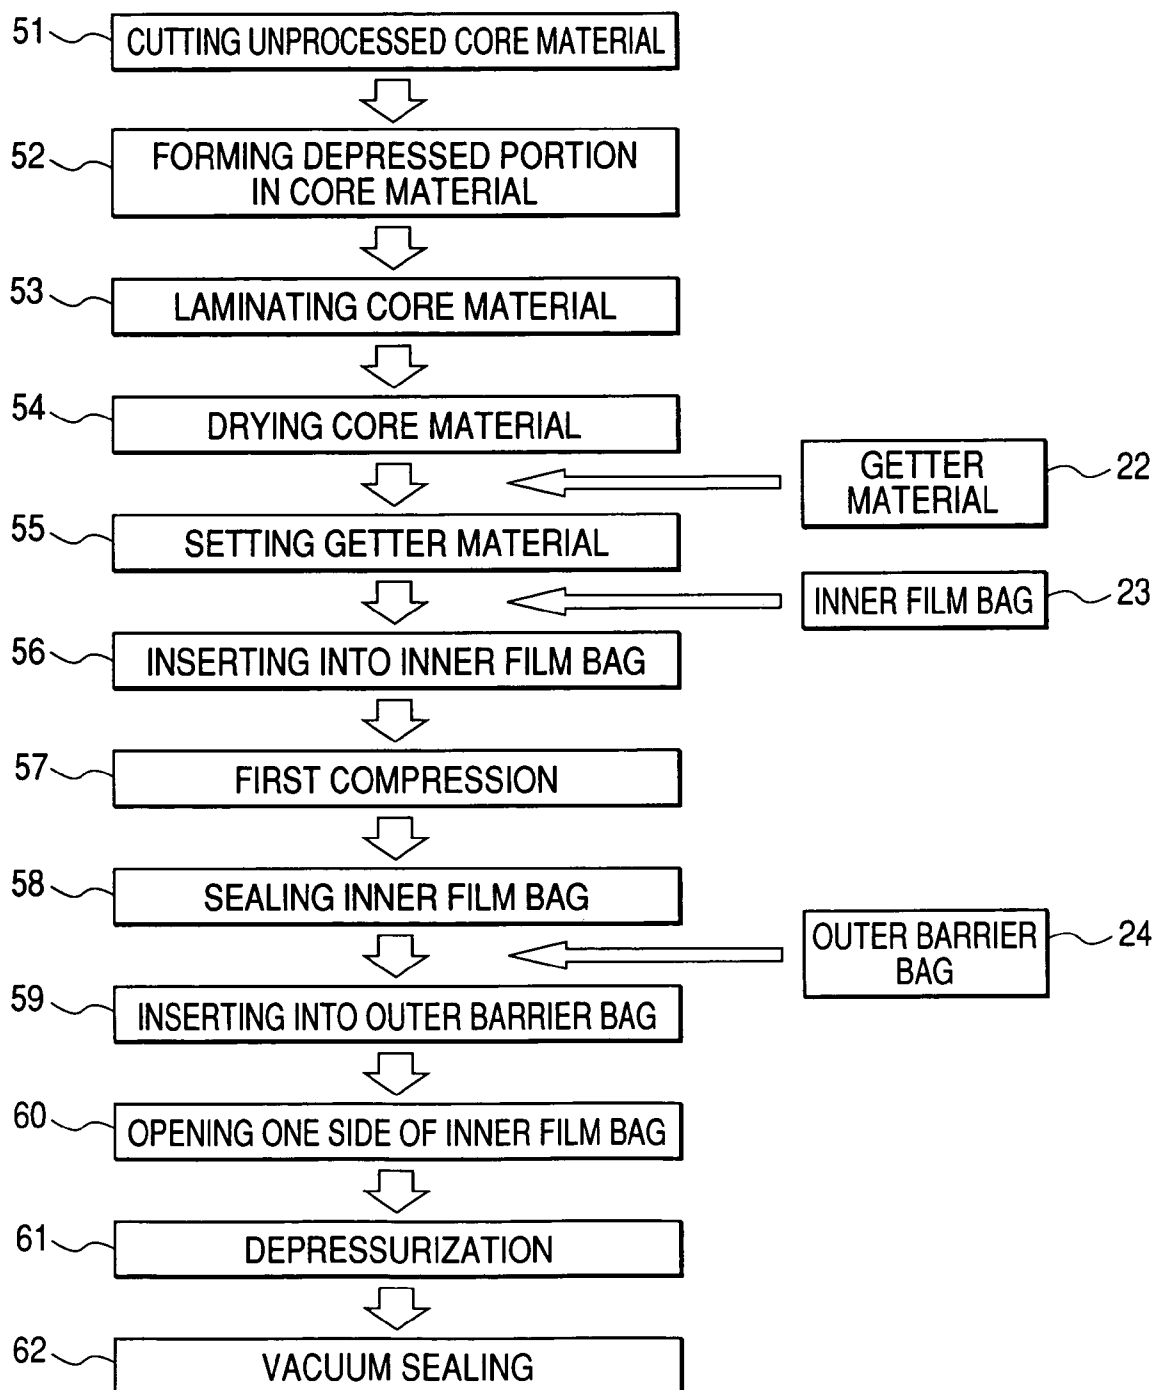 51
CUTTING UNPROCESSED CORE MATERIAL
52
FORMING DEPRESSED PORTION
IN CORE MATERIAL
53
LAMINATING CORE MATERIAL
54
DRYING CORE MATERIAL
GETTER
MATERIAL
22
55
SETTING GETTER MATERIAL
INNER FILM BAG
23
56
INSERTING INTO INNER FILM BAG
57
FIRST COMPRESSION
58
SEALING INNER FILM BAG
OUTER BARRIER
BAG
24
59
INSERTING INTO OUTER BARRIER BAG
60
OPENING ONE SIDE OF INNER FILM BAG
61
DEPRESSURIZATION
62
VACUUM SEALING